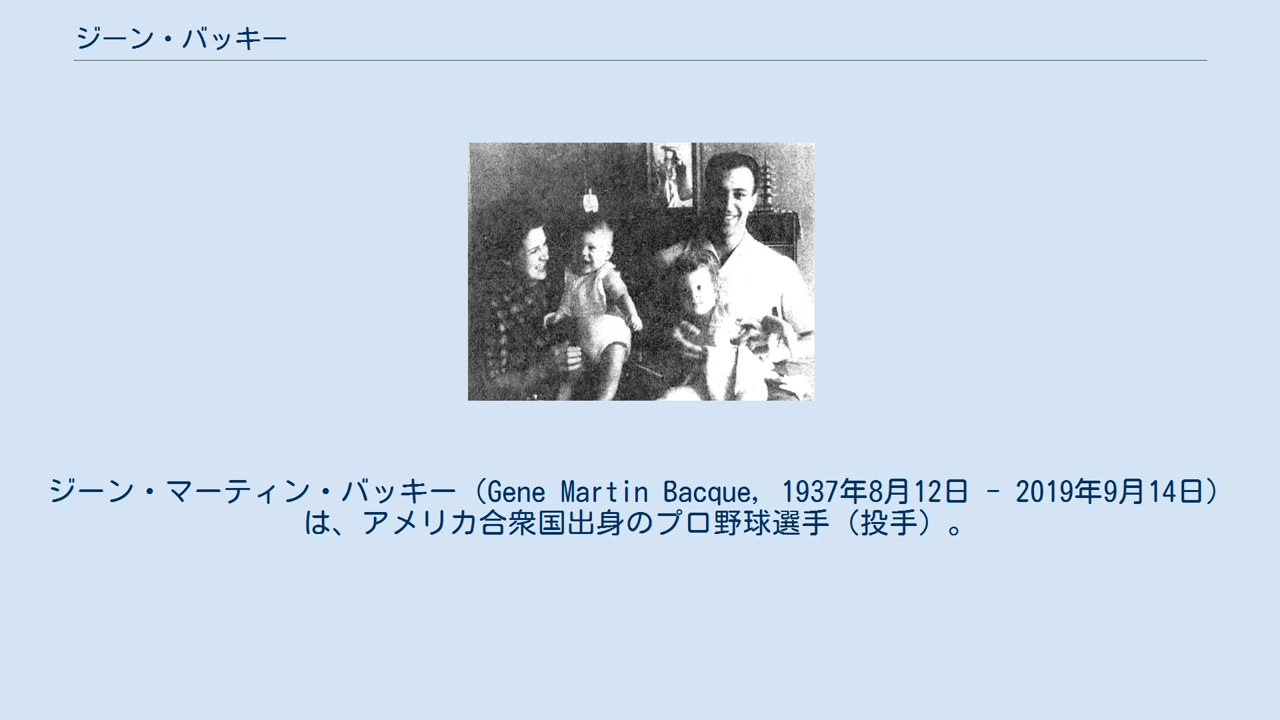 ジーン・バッキー
ジーン・マーティン・バッキー（Gene Martin Bacque, 1937年8月12日 - 2019年9月14日）
は、アメリカ合衆国出身のプロ野球選手（投手）。